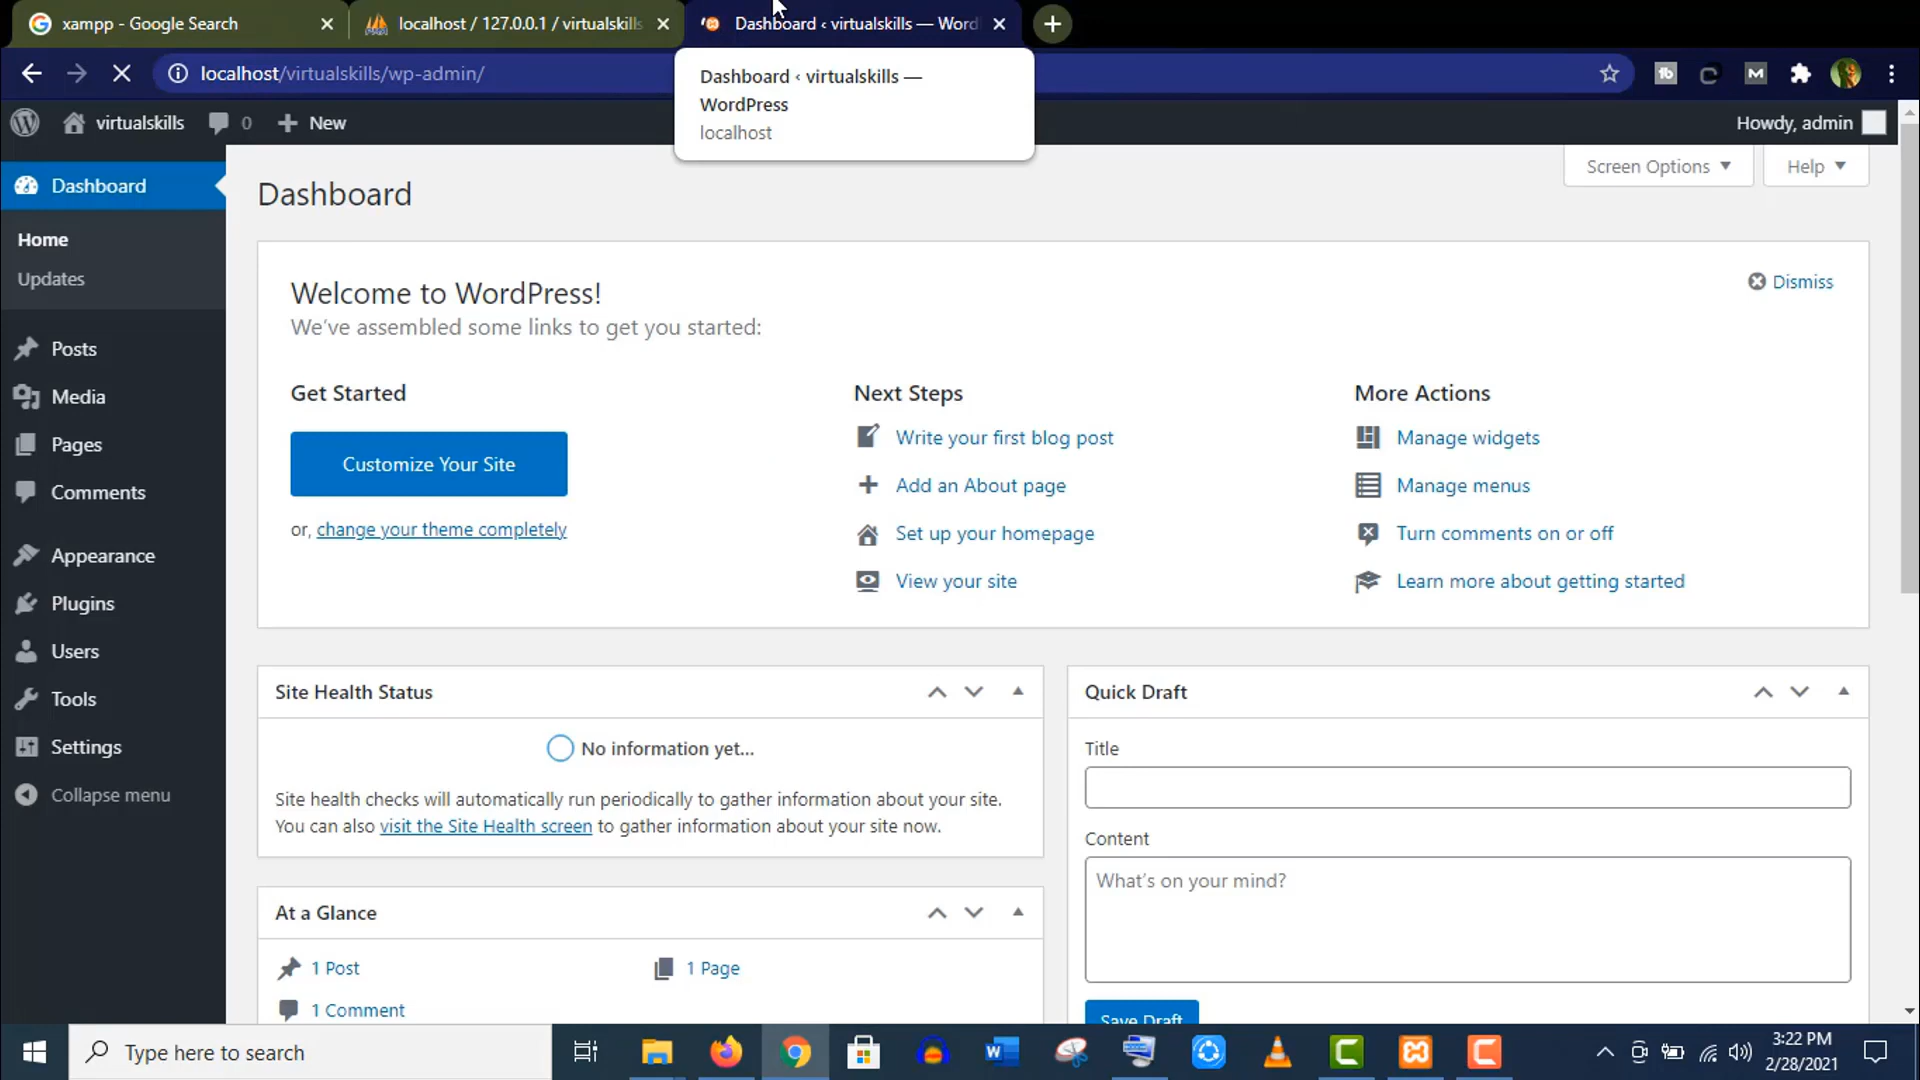 xampp - Google Search
localhost / 127.0.0.1 / virtualskills
Dashboard ‹ virtualskills — Word
localhost/virtualskills/wp-admin/
Dashboard ‹ virtualskills —
WordPress
localhost
virtualskills
0
New
Howdy, admin
Dashboard
Home
Updates
Posts
Media
Pages
Comments
Appearance
Plugins
Users
Tools
Settings
Collapse menu
Screen Options
Help
Dashboard
Welcome to WordPress!
We've assembled some links to get you started:
Dismiss
Get Started
Customize Your Site
or, change your theme completely
Next Steps
Write your first blog post
Add an About page
Set up your homepage
View your site
More Actions
Manage widgets
Manage menus
Turn comments on or off
Learn more about getting started
Site Health Status
No information yet...
Site health checks will automatically run periodically to gather information about your site.
You can also visit the Site Health screen to gather information about your site now.
At a Glance
1 Post
1 Page
1 Comment
Quick Draft
Title
Content
What's on your mind?
Save Draft
Type here to search
3:22 PM
2/28/2021